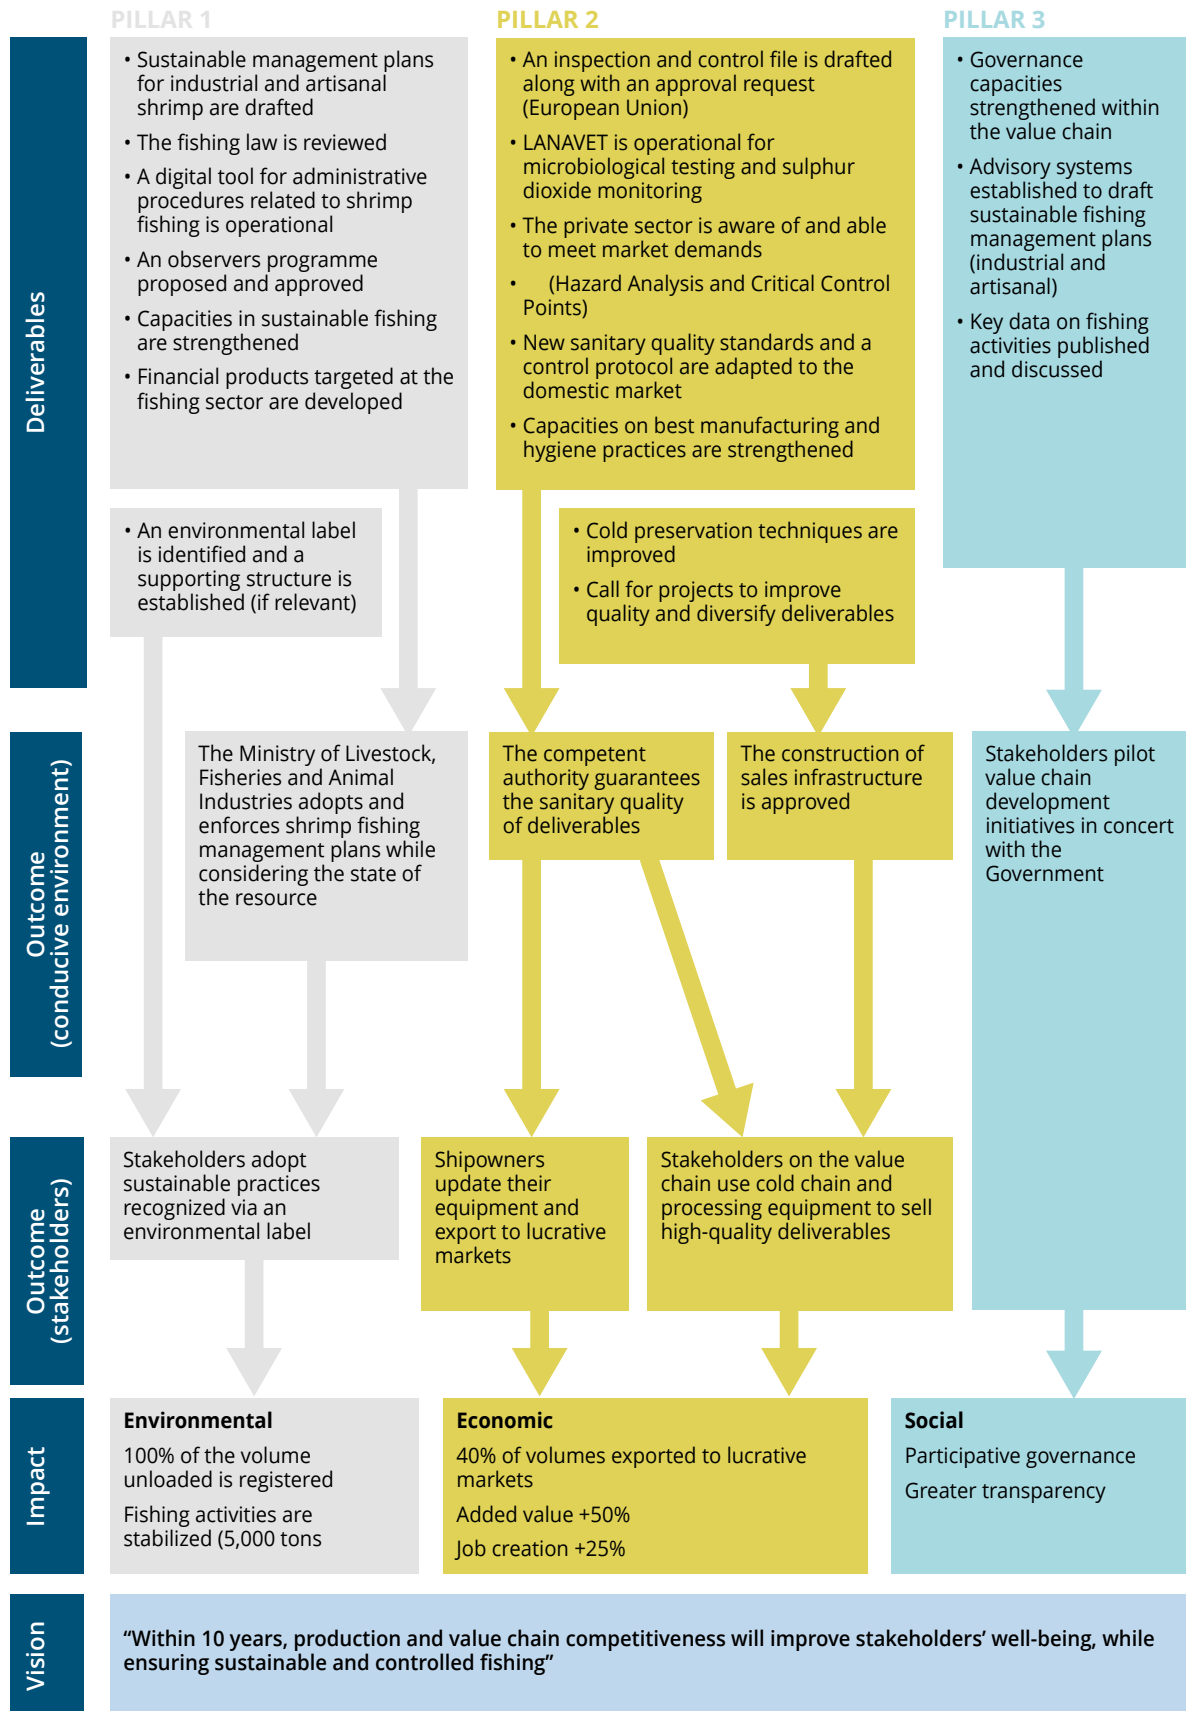 PILLAR 1
PILLAR 2
PILLAR 3
Deliverables
• Sustainable management plans
for industrial and artisanal
shrimp are drafted
• The fishing law is reviewed
• A digital tool for administrative
procedures related to shrimp
fishing is operational
• An observers programme
proposed and approved
• Capacities in sustainable fishing
are strengthened
• Financial products targeted at the
fishing sector are developed
• An environmental label
is identified and a
supporting structure is
established (if relevant)
• An inspection and control file is drafted
along with an approval request
(European Union)
• LANAVET is operational for
microbiological testing and sulphur
dioxide monitoring
• The private sector is aware of and able
to meet market demands
• (Hazard Analysis and Critical Control
Points)
• New sanitary quality standards and a
control protocol are adapted to the
domestic market
• Capacities on best manufacturing and
hygiene practices are strengthened
• Cold preservation techniques are
improved
• Call for projects to improve
quality and diversify deliverables
• Governance
capacities
strengthened within
the value chain
• Advisory systems
established to draft
sustainable fishing
management plans
(industrial and
artisanal)
• Key data on fishing
activities published
and discussed
Outcome
(conducive environment)
The Ministry of Livestock,
Fisheries and Animal
Industries adopts and
enforces shrimp fishing
management plans while
considering the state of
the resource
The competent
authority guarantees
the sanitary quality
of deliverables
The construction of
sales infrastructure
is approved
Stakeholders pilot
value chain
development
initiatives in concert
with the
Government
Outcome
(stakeholders)
Stakeholders adopt
sustainable practices
recognized via an
environmental label
Shipowners
update their
equipment and
export to lucrative
markets
Stakeholders on the value
chain use cold chain and
processing equipment to sell
high-quality deliverables
Impact
Environmental
100% of the volume
unloaded is registered
Fishing activities are
stabilized (5,000 tons
Economic
40% of volumes exported to lucrative
markets
Added value +50%
Job creation +25%
Social
Participative governance
Greater transparency
Vision
“Within 10 years, production and value chain competitiveness will improve stakeholders’ well-being, while
ensuring sustainable and controlled fishing”